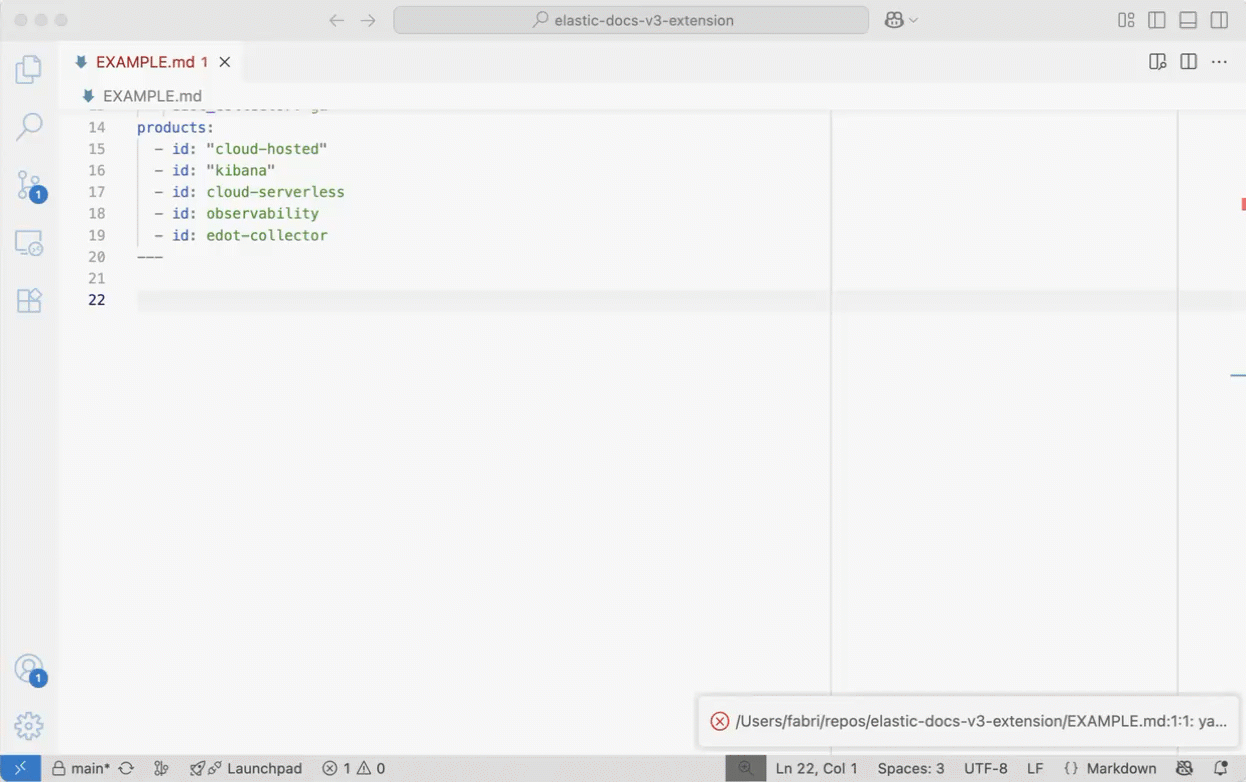 elastic-docs-v3-extension
EXAMPLE.md 1
EXAMPLE.md
14 products:
15 - id: "cloud-hosted"
16 - id: "kibana"
17 - id: cloud-serverless
18 - id: observability
19 - id: edot-collector
20 ---
21
22
1
1
/Users/fabri/repos/elastic-docs-v3-extension/EXAMPLE.md:1:1: ya...
main* Launchpad 1 0 Ln 22, Col 1 Spaces: 3 UTF-8 LF {} Markdown